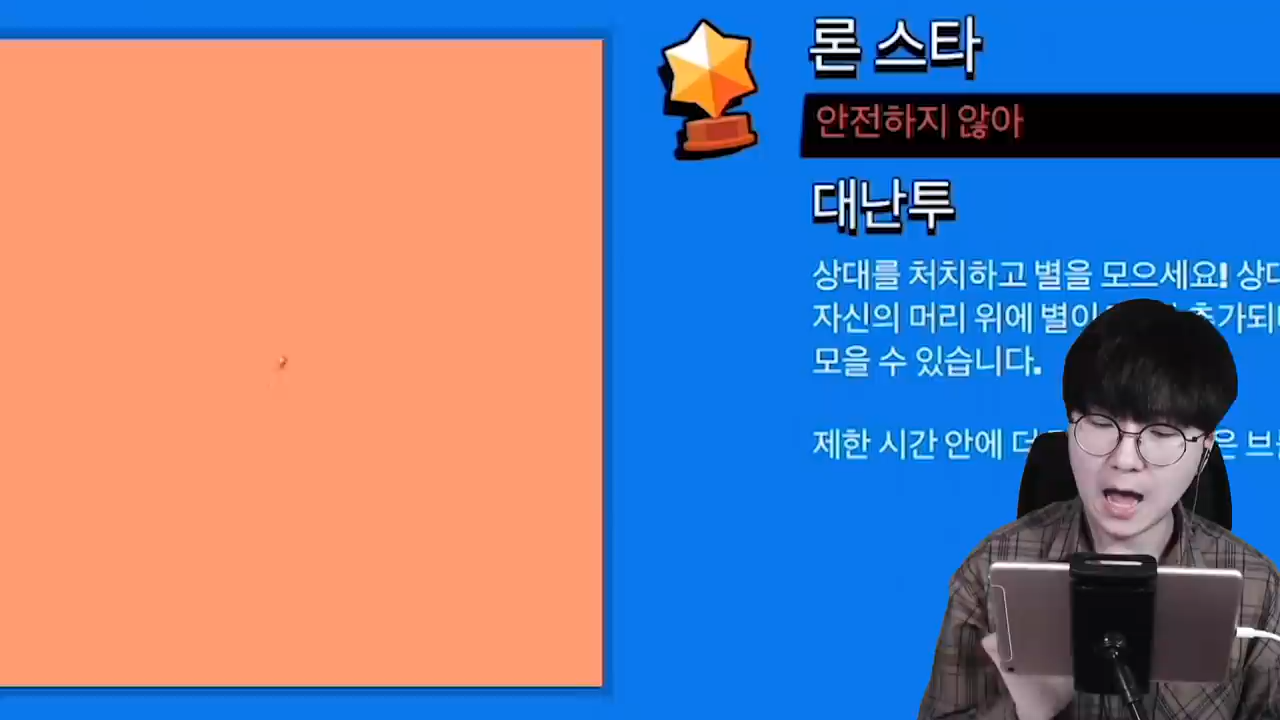 론 스타
안전하지 않아
대난투
상대를 처치하고 별을 모으세요!
자신의 머리 위에 별이
모을 수 있습니다.
제한 시간 안에 더